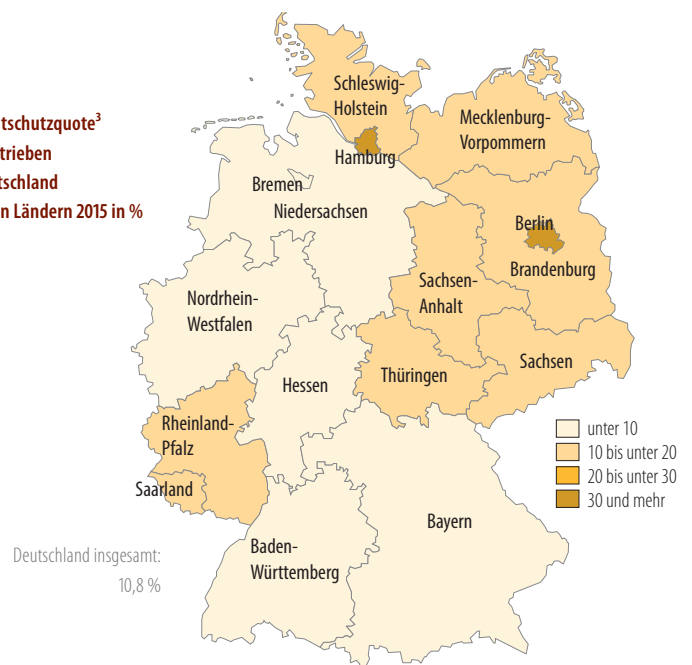 tschutzquote³
trieben
tschland
n Ländern 2015 in %
Schleswig-
Holstein
Mecklenburg-
Vorpommern
Hamburg
Bremen
Niedersachsen
Berlin
Brandenburg
Sachsen-
Anhalt
Nordrhein-
Westfalen
Sachsen
Thüringen
Hessen
Rheinland-
Pfalz
Saarland
unter 10
10 bis unter 20
20 bis unter 30
30 und mehr
Bayern
Baden-
Württemberg
Deutschland insgesamt:
10,8 %